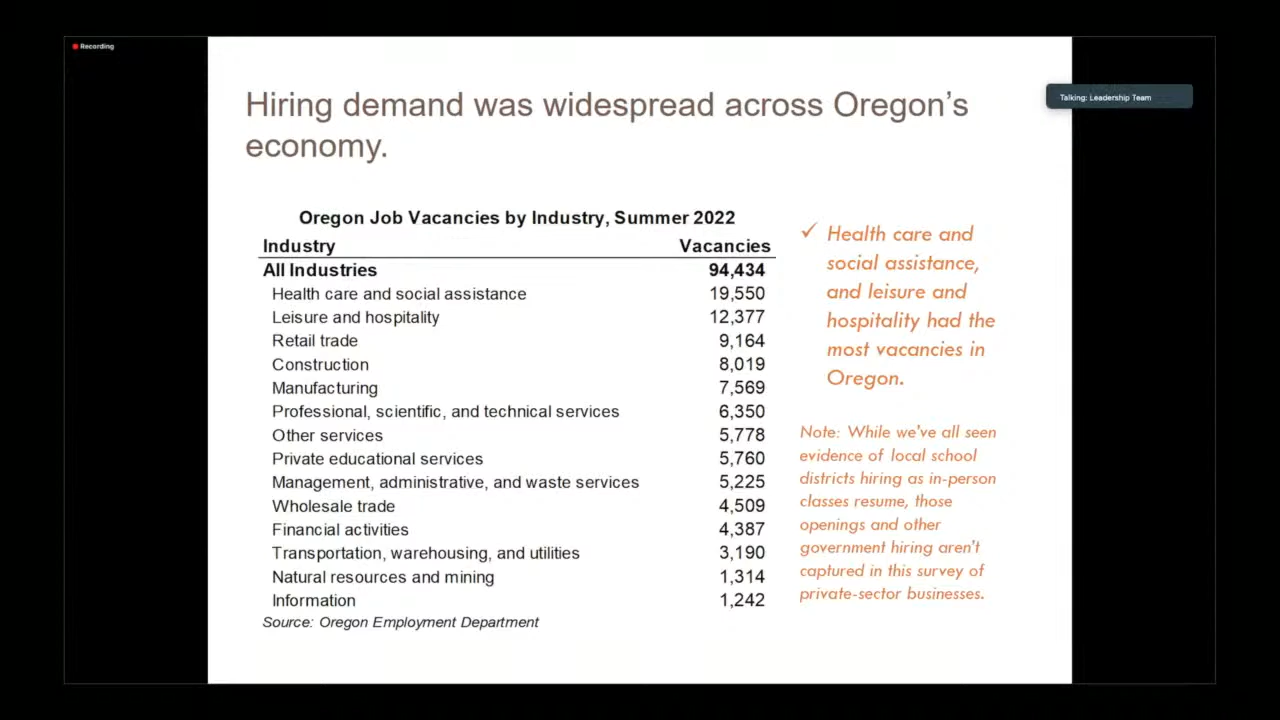 Recording
Talking: Leadership Team
Hiring demand was widespread across Oregon's
economy.
Oregon Job Vacancies by Industry, Summer 2022
Industry Vacancies
All Industries 94,434
Health care and social assistance 19,550
Leisure and hospitality 12,377
Retail trade 9,164
Construction 8,019
Manufacturing 7,569
Professional, scientific, and technical services 6,350
Other services 5,778
Private educational services 5,760
Management, administrative, and waste services 5,225
Wholesale trade 4,509
Financial activities 4,387
Transportation, warehousing, and utilities 3,190
Natural resources and mining 1,314
Information 1,242
Source: Oregon Employment Department
✓ Health care and
social assistance,
and leisure and
hospitality had the
most vacancies in
Oregon.
Note: While we've all seen
evidence of local school
districts hiring as in-person
classes resume, those
openings and other
government hiring aren't
captured in this survey of
private-sector businesses.